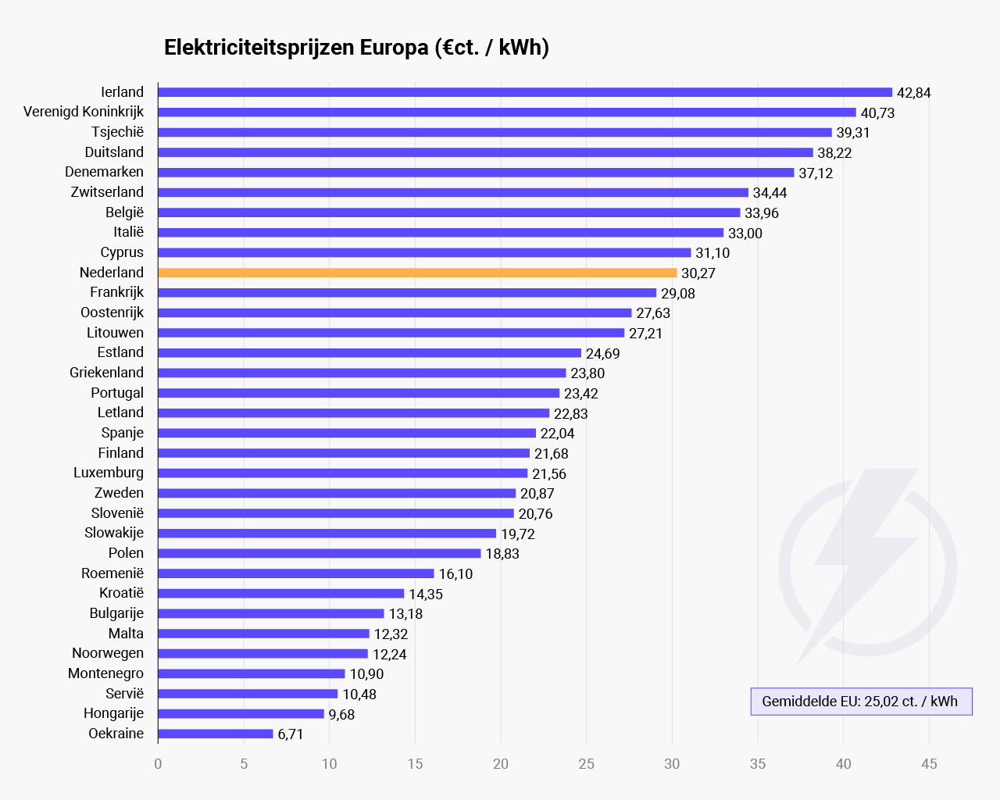 Elektriciteitsprijzen Europa (€ct. / kWh)
Ierland 42,84
Verenigd Koninkrijk 40,73
Tsjechië 39,31
Duitsland 38,22
Denemarken 37,12
Zwitserland 34,44
België 33,96
Italië 33,00
Cyprus 31,10
Nederland 30,27
Frankrijk 29,08
Oostenrijk 27,63
Litouwen 27,21
Estland 24,69
Griekenland 23,80
Portugal 23,42
Letland 22,83
Spanje 22,04
Finland 21,68
Luxemburg 21,56
Zweden 20,87
Slovenië 20,76
Slowakije 19,72
Polen 18,83
Roemenië 16,10
Kroatië 14,35
Bulgarije 13,18
Malta 12,32
Noorwegen 12,24
Montenegro 10,90
Servië 10,48
Gemiddelde EU: 25,02 ct. / kWh
Hongarije 9,68
Oekraine 6,71
0 5 10 15 20 25 30 35 40 45